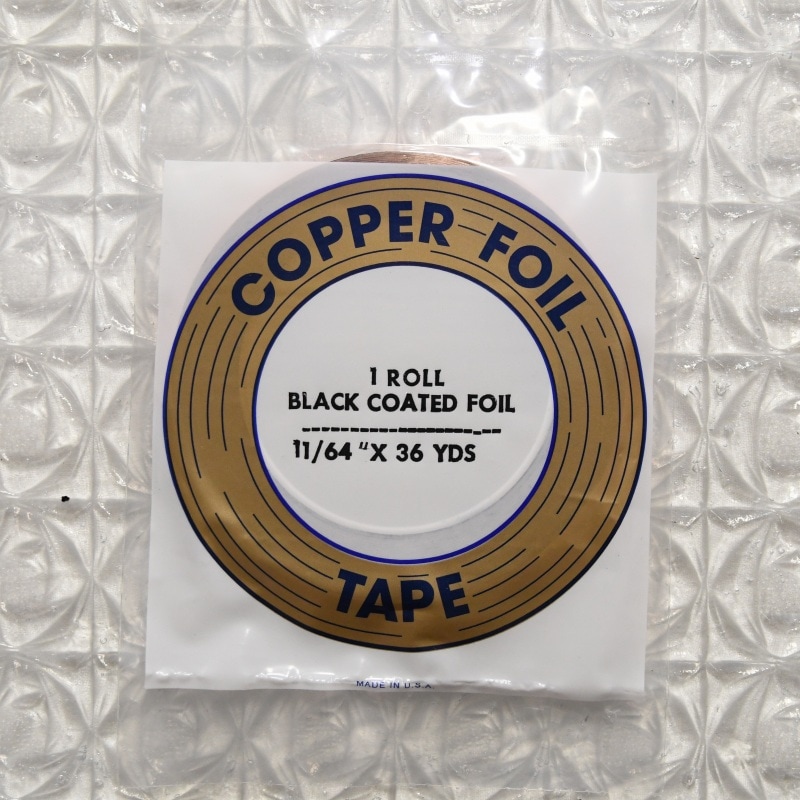 COPPER FOIL
1 ROLL
BLACK COATED FOIL
11/64 "X 36 YDS
TAPE
MADE IN U.S.A